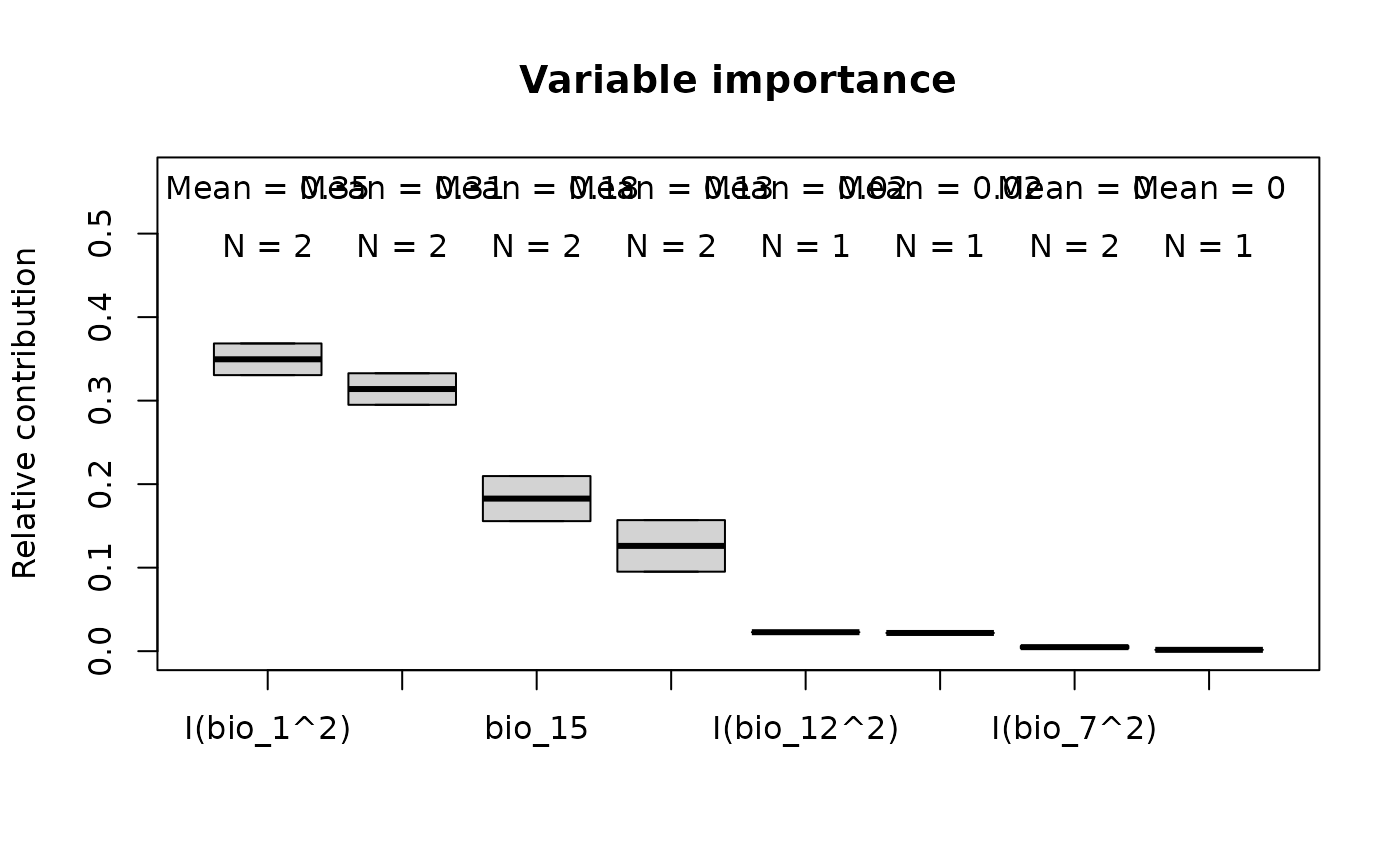 Variable importance
Mean = 0.35 Mean = 0.31 Mean = 0.18 Mean = 0.13 Mean = 0.02 Mean = 0.02 Mean = 0 Mean = 0
N = 2 N = 2 N = 2 N = 2 N = 1 N = 1 N = 2 N = 1
Relative contribution
0.5
0.4
0.3
0.2
0.1
0.0
I(bio_1^2) bio_15 I(bio_12^2) I(bio_7^2)